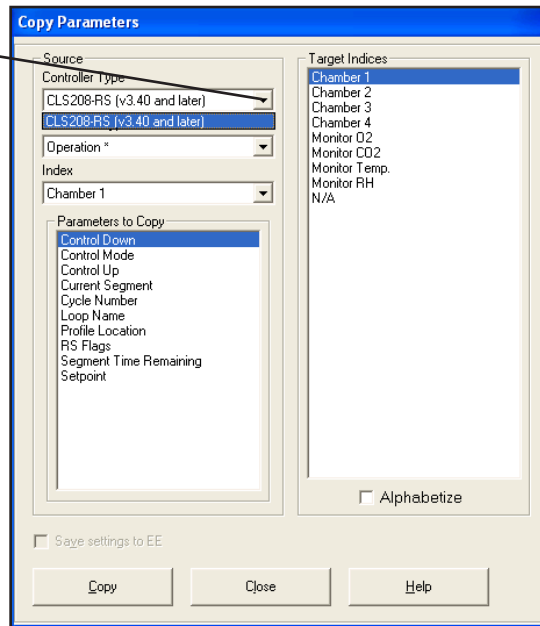 Copy Parameters
Source
Controller Type
CLS208-RS (v3.40 and later)
CLS208-RS (v3.40 and later)
Operation *
Index
Chamber 1
Parameters to Copy
Control Down
Control Mode
Control Up
Current Segment
Cycle Number
Loop Name
Profile Location
RS Flags
Segment Time Remaining
Setpoint
Target Indices
Chamber 1
Chamber 2
Chamber 3
Chamber 4
Monitor O2
Monitor CO2
Monitor Temp.
Monitor RH
N/A
Alphabetize
Save settings to EE
Copy
Close
Help